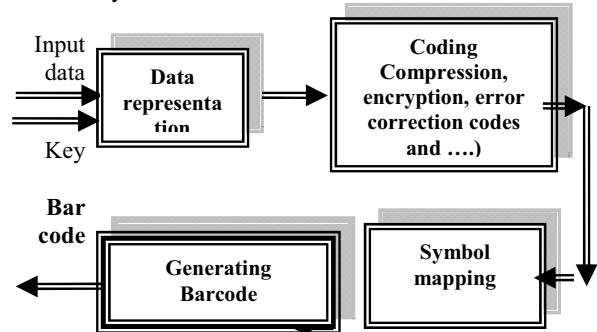 Input
data
Key
Data
representa
tion
Coding
Compression,
encryption, error
correction codes
and ….)
Symbol
mapping
Generating
Barcode
Bar
code